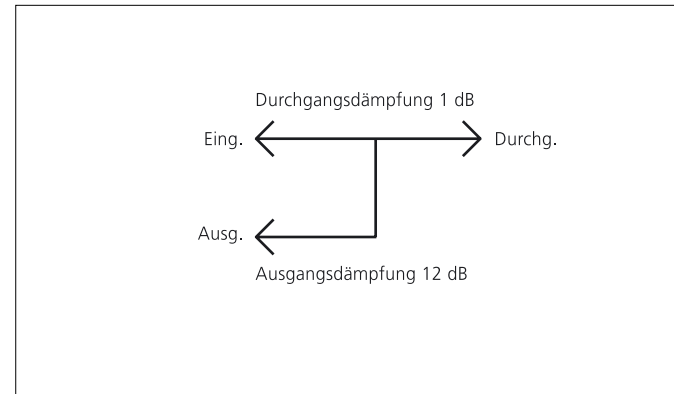 Durchgangsdämpfung 1 dB
Eing.
Durchg.
Ausg.
Ausgangsdämpfung 12 dB